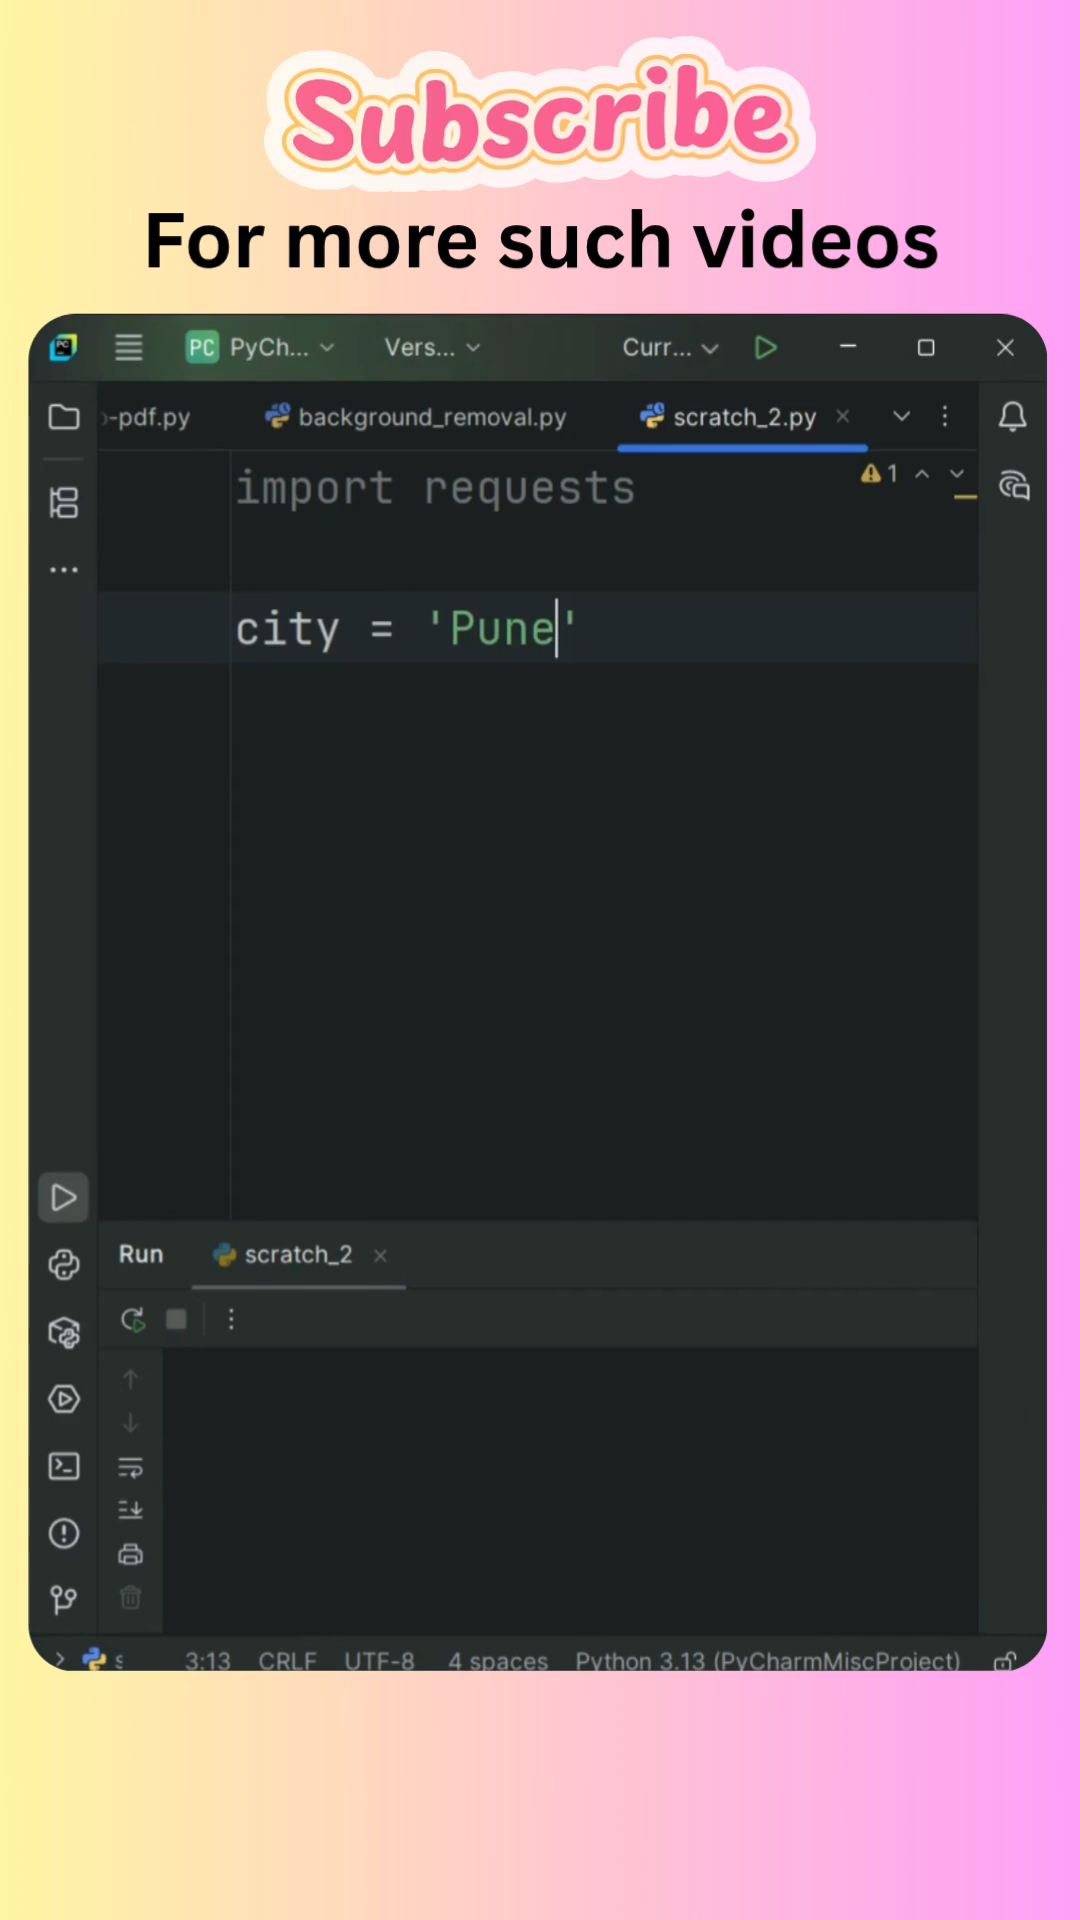 Subscribe
For more such videos
PC PyCh... Vers... Curr...
-pdf.py background_removal.py scratch_2.py
import requests
1
city = 'Pune'
Run scratch_2
3:13 CRLF UTF-8 4 spaces Python 3.13 (PyCharmMiscProject)